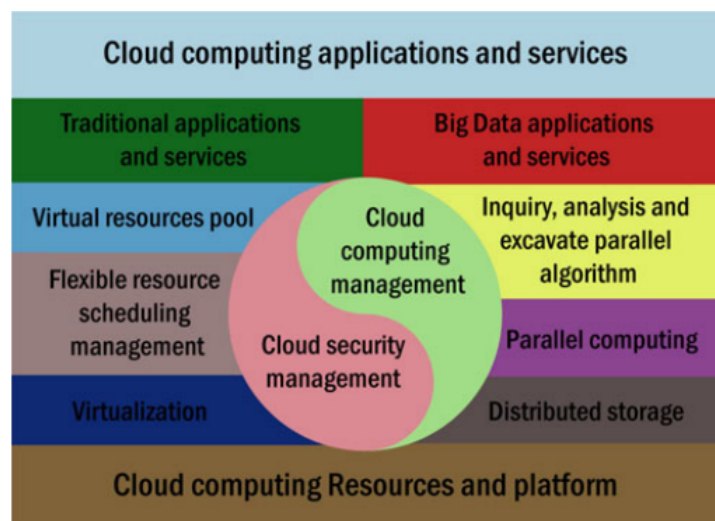 Cloud computing applications and services
Traditional applications
and services
Big Data applications
and services
Virtual resources pool
Cloud
computing
management
Inquiry, analysis and
excavate parallel
algorithm
Flexible resource
scheduling
management
Cloud security
management
Parallel computing
Virtualization
Distributed storage
Cloud computing Resources and platform